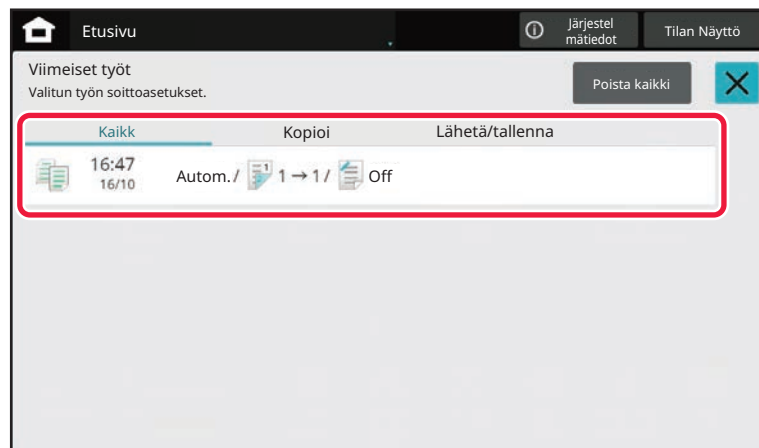 Etusivu
Järjestel
mätiedot
Tilan Näyttö
Viimeiset työt
Valitun työn soittoasetukset.
Poista kaikki
Kaikk
Kopioi
Lähetä/tallenna
16:47
16/10
Autom. / 1 → 1 / Off